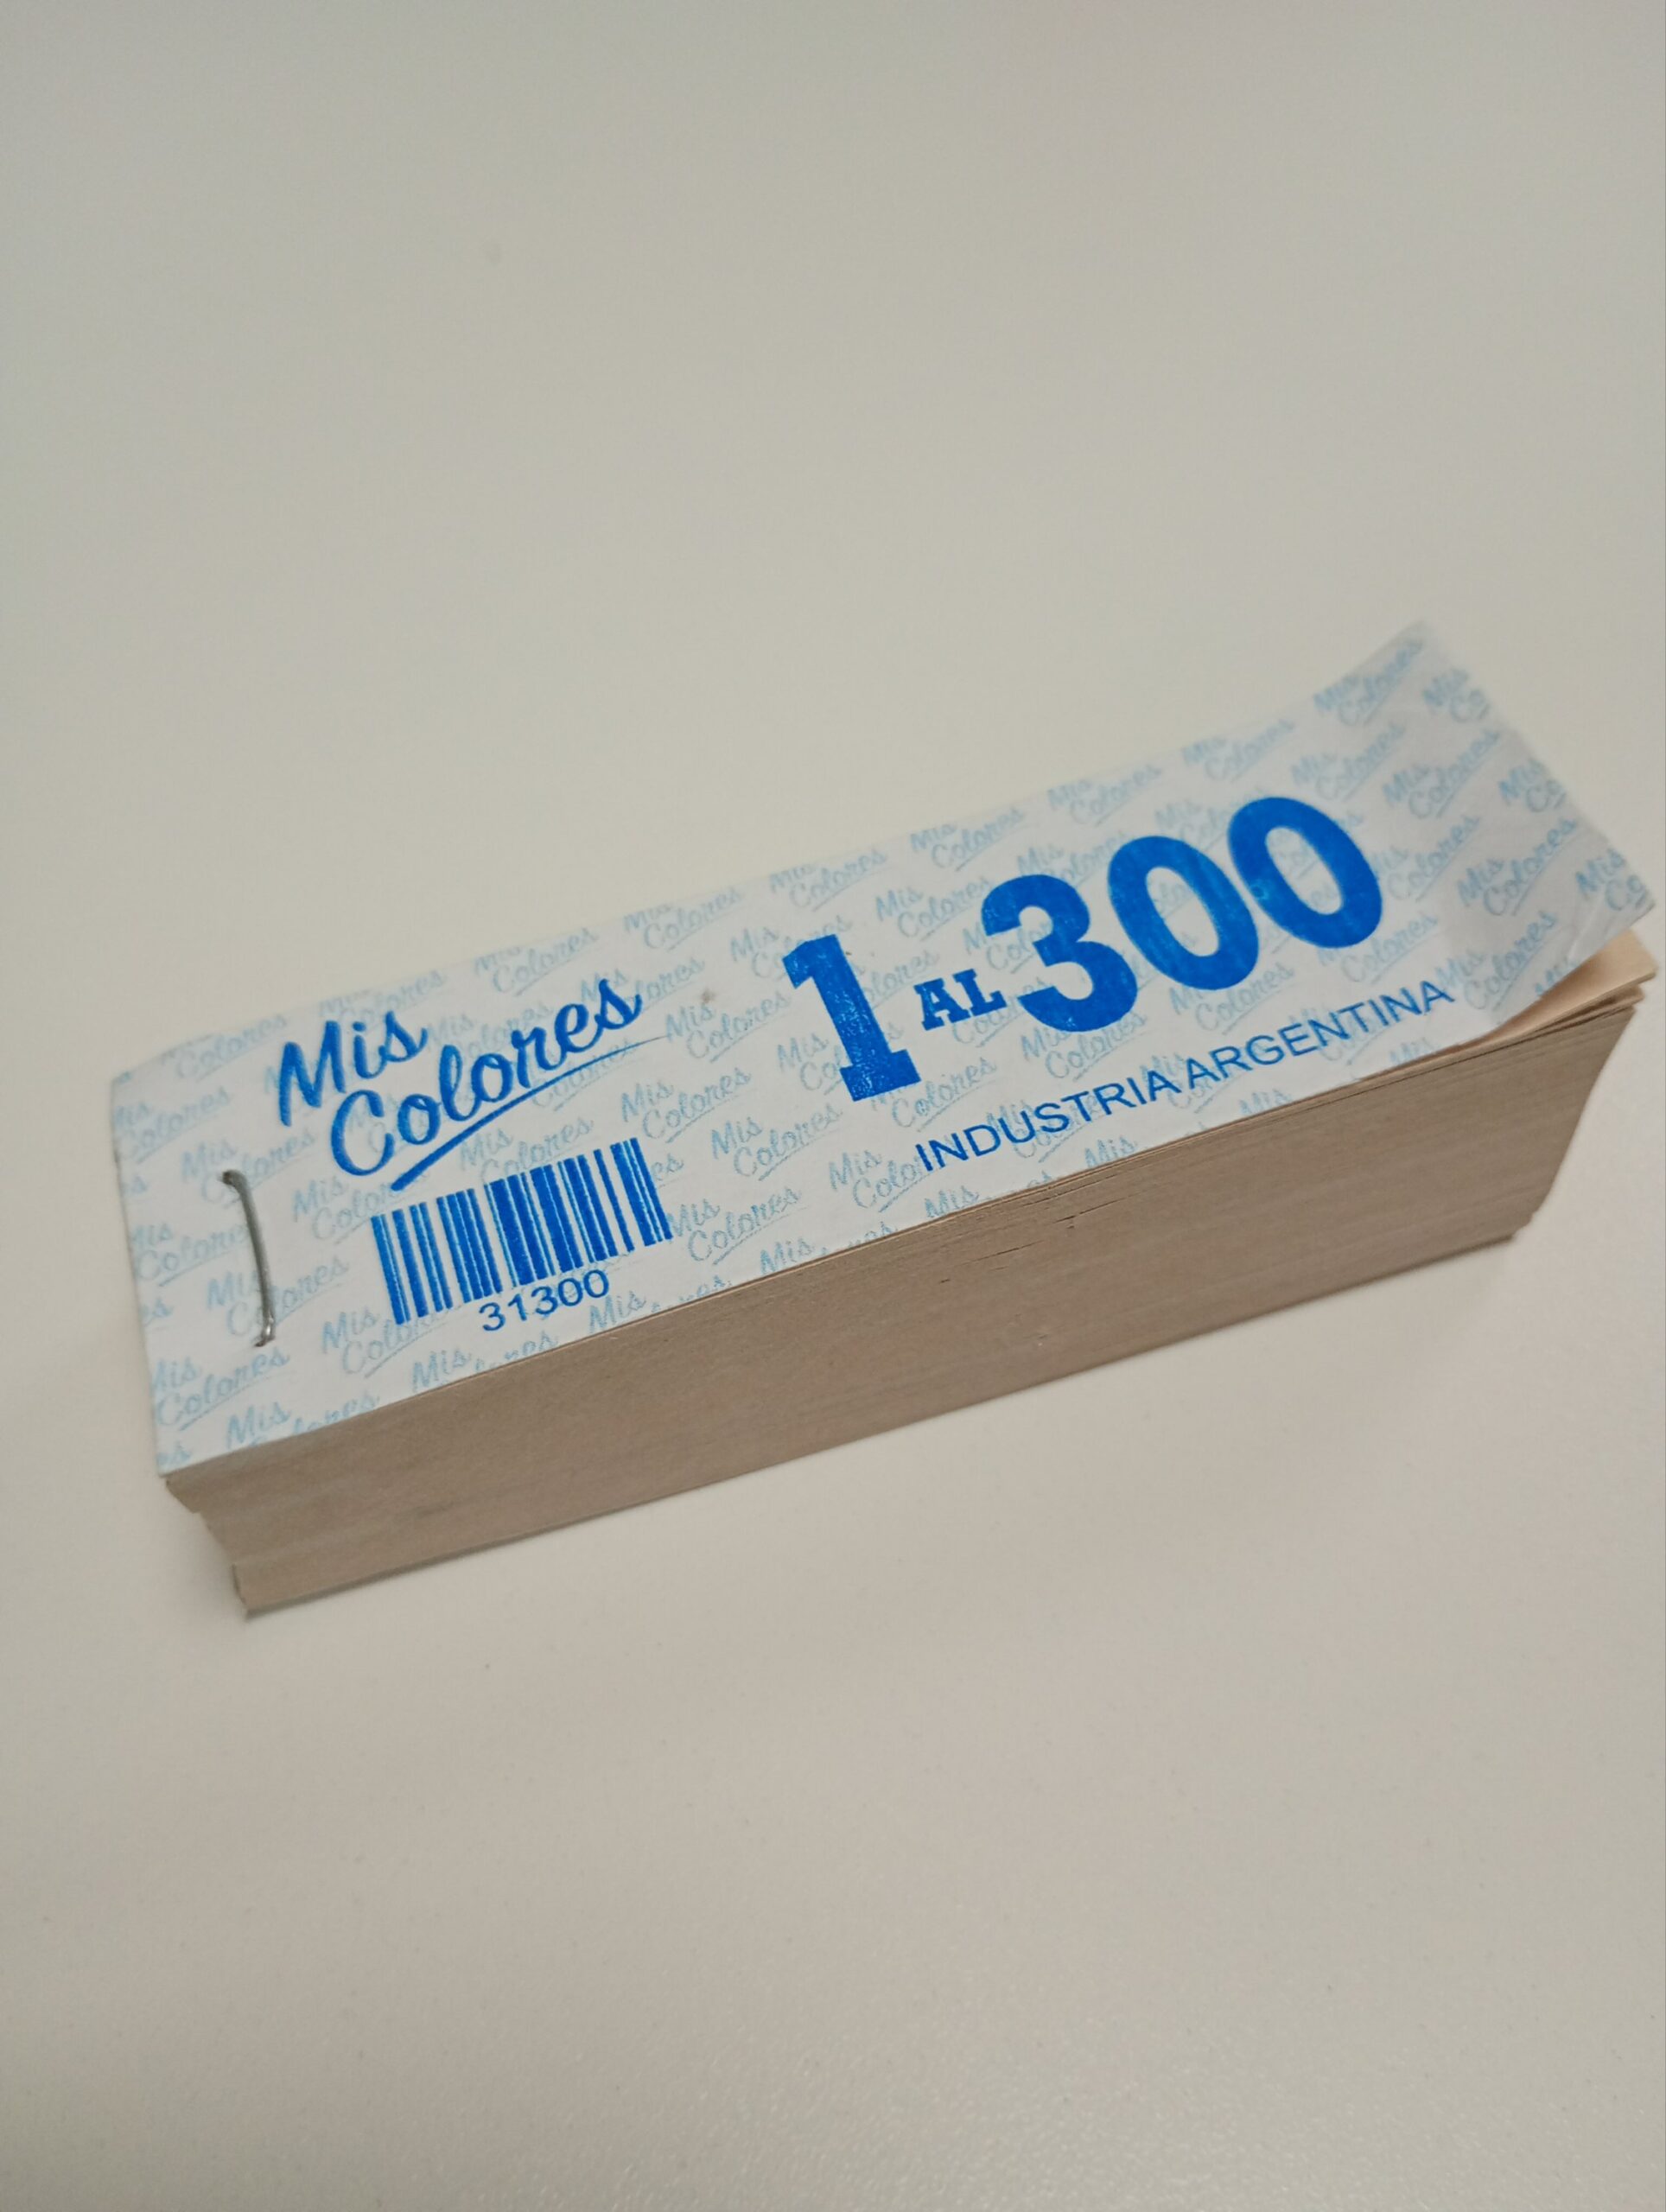 Mis
Colores
1 AL 300
INDUSTRIA ARGENTINA
31300